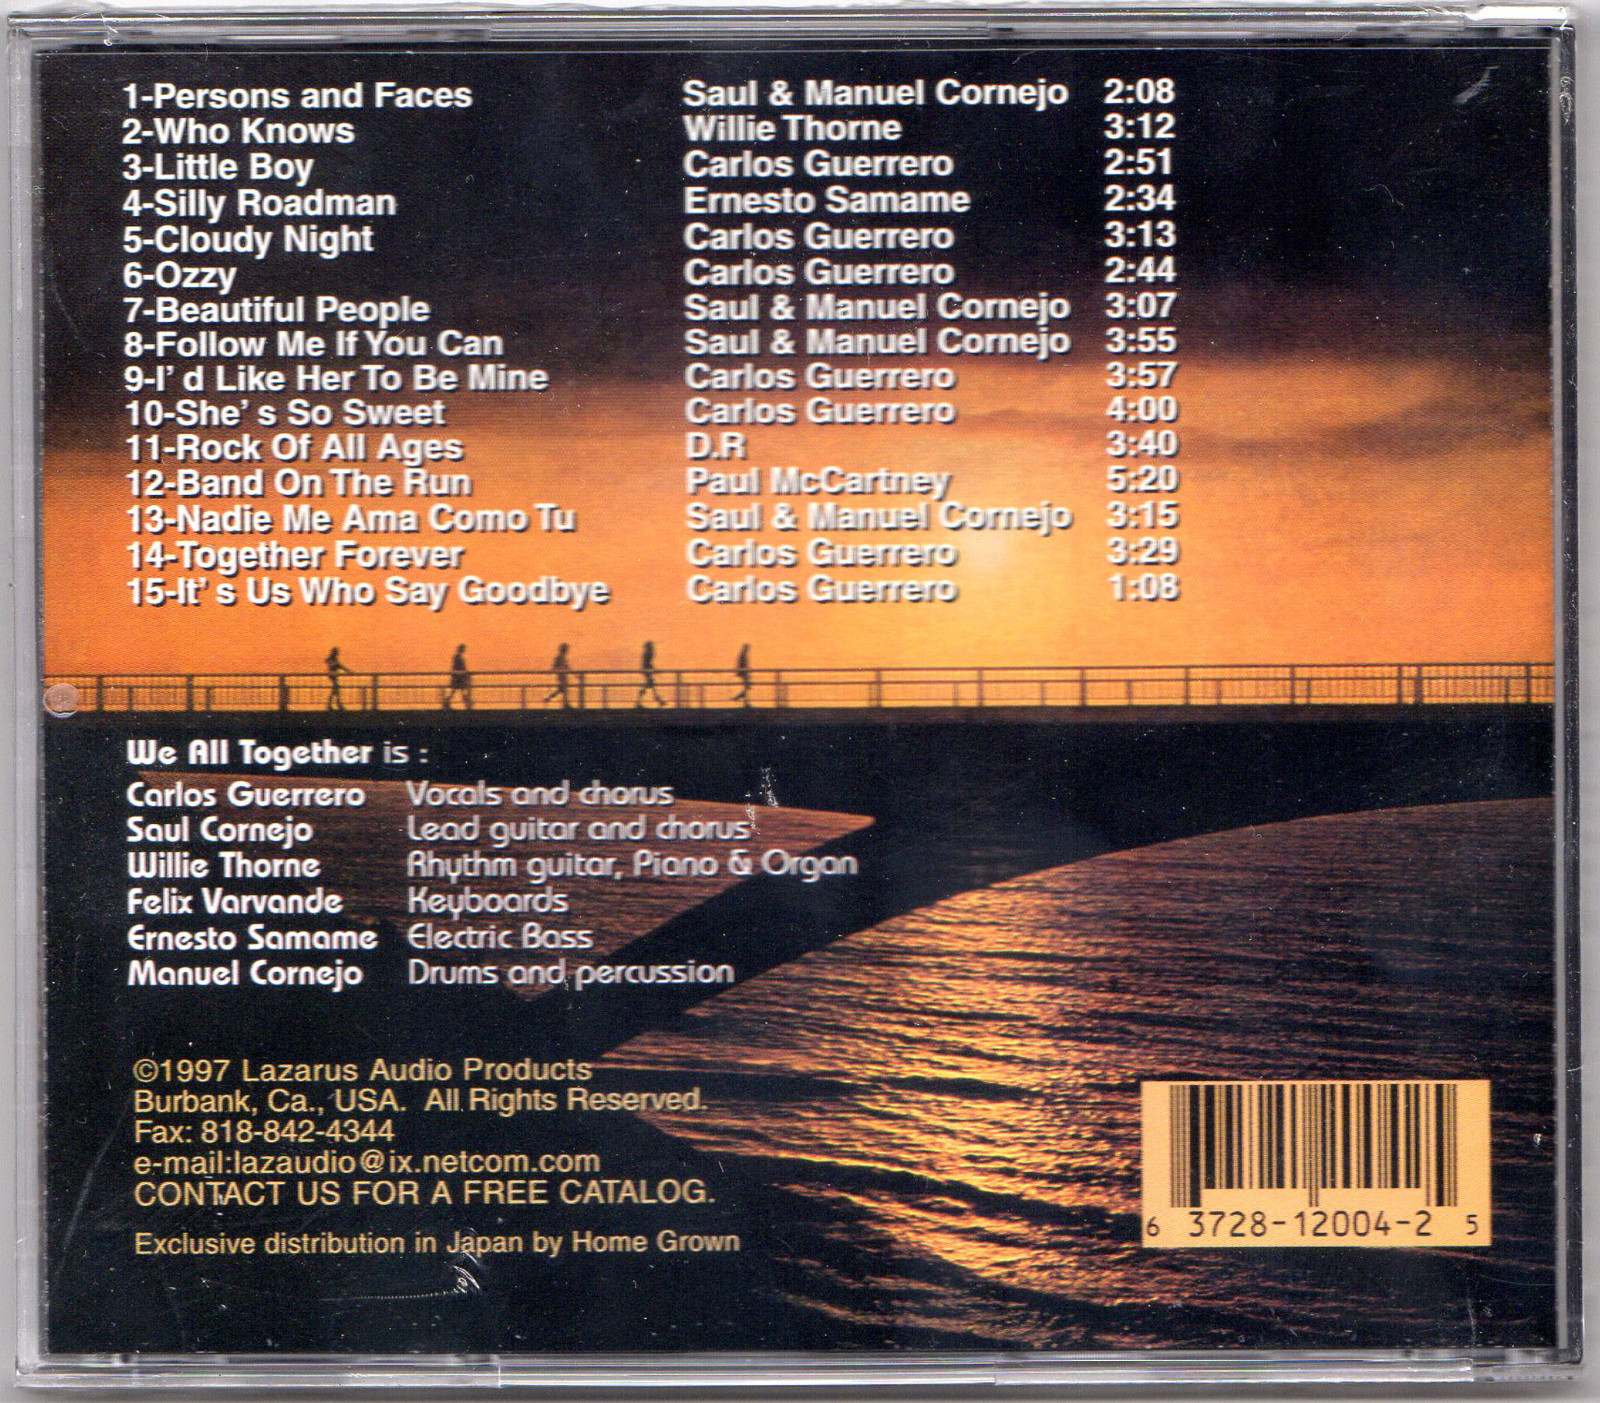 1-Persons and Faces Saul & Manuel Cornejo 2:08
2-Who Knows Willie Thorne 3:12
3-Little Boy Carlos Guerrero 2:51
4-Silly Roadman Ernesto Samame 2:34
5-Cloudy Night Carlos Guerrero 3:13
6-Ozzy Carlos Guerrero 2:44
7-Beautiful People Saul & Manuel Cornejo 3:07
8-Follow Me If You Can Saul & Manuel Cornejo 3:55
9-I' d Like Her To Be Mine Carlos Guerrero 3:57
10-She' s So Sweet Carlos Guerrero 4:00
11-Rock Of All Ages D.R 3:40
12-Band On The Run Paul McCartney 5:20
13-Nadie Me Ama Como Tu Saul & Manuel Cornejo 3:15
14-Together Forever Carlos Guerrero 3:29
15-It' s Us Who Say Goodbye Carlos Guerrero 1:08
We All Together is :
Carlos Guerrero Vocals and chorus
Saul Cornejo Lead guitar and chorus
Willie Thorne Rhythm guitar, Piano & Organ
Felix Varvande Keyboards
Ernesto Samame Electric Bass
Manuel Cornejo Drums and percussion
©1997 Lazarus Audio Products
Burbank, Ca., USA. All Rights Reserved.
Fax: 818-842-4344
e-mail:lazaudio@ix.netcom.com
CONTACT US FOR A FREE CATALOG.
Exclusive distribution in Japan by Home Grown
6 3728-12004-2 5